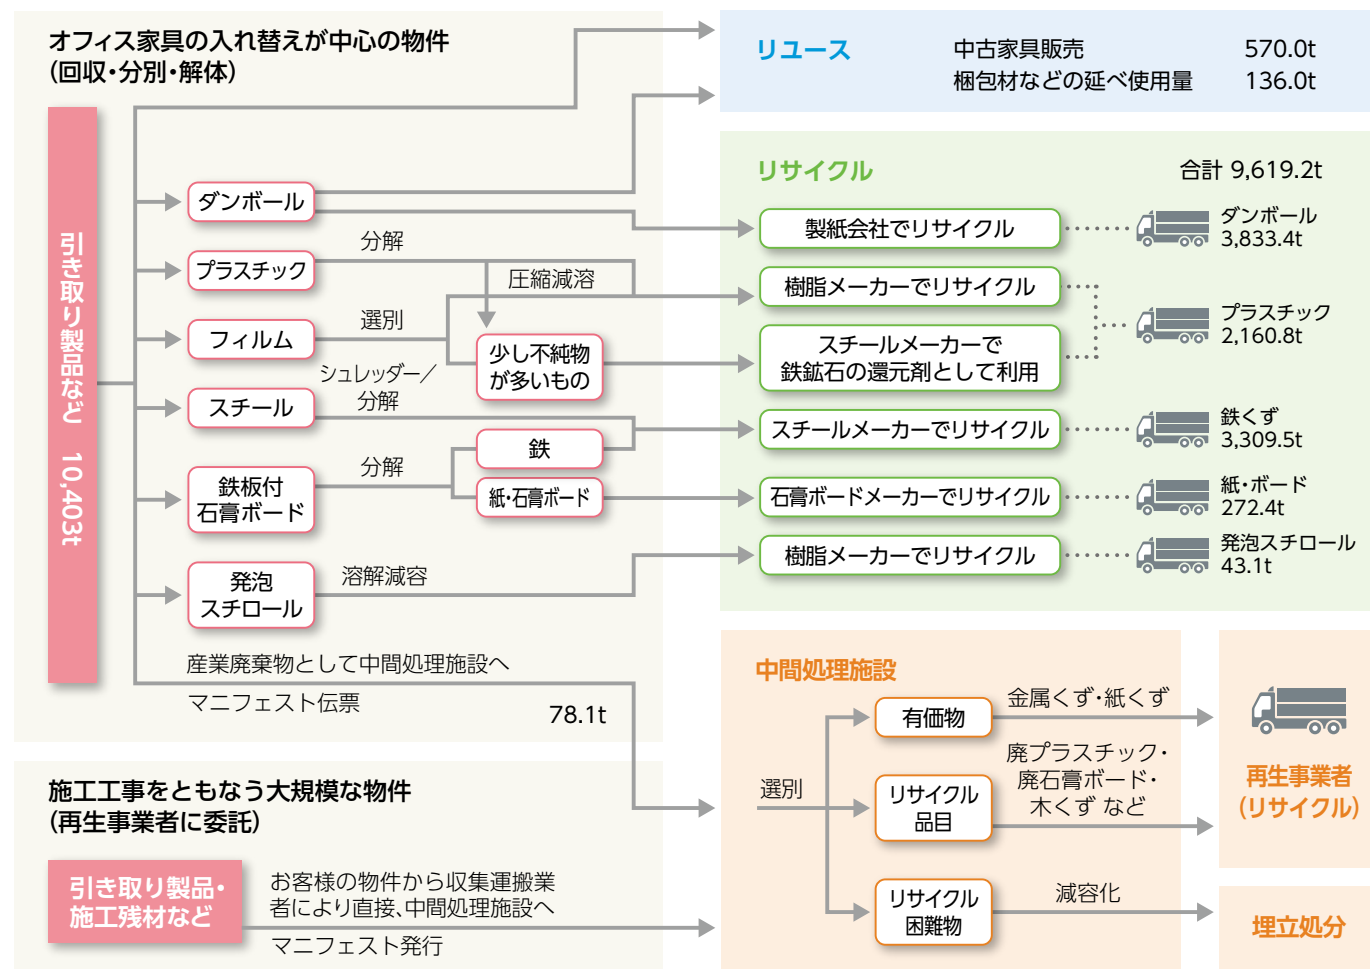 オフィス家具の入れ替えが中心の物件
（回収・分別・解体）
引き取り製品など 10,403t
ダンボール
プラスチック
フィルム
スチール
鉄板付
石膏ボード
発泡
スチロール
分解
圧縮減溶
選別
少し不純物
が多いもの
シュレッダー／
分解
分解
鉄
紙・石膏ボード
溶解減容
産業廃棄物として中間処理施設へ
マニフェスト伝票
78.1t
リユース
中古家具販売 570.0t
梱包材などの延べ使用量 136.0t
リサイクル 合計 9,619.2t
製紙会社でリサイクル
ダンボール
3,833.4t
樹脂メーカーでリサイクル
スチールメーカーで
鉄鉱石の還元剤として利用
プラスチック
2,160.8t
スチールメーカーでリサイクル
鉄くず
3,309.5t
石膏ボードメーカーでリサイクル
紙・ボード
272.4t
樹脂メーカーでリサイクル
発泡スチロール
43.1t
施工工事をともなう大規模な物件
（再生事業者に委託）
引き取り製品・
施工残材など
お客様の物件から収集運搬業
者により直接、中間処理施設へ
マニフェスト発行
中間処理施設
選別
有価物
金属くず・紙くず
リサイクル
品目
廃プラスチック・
廃石膏ボード・
木くず など
リサイクル
困難物
減容化
再生事業者
（リサイクル）
埋立処分